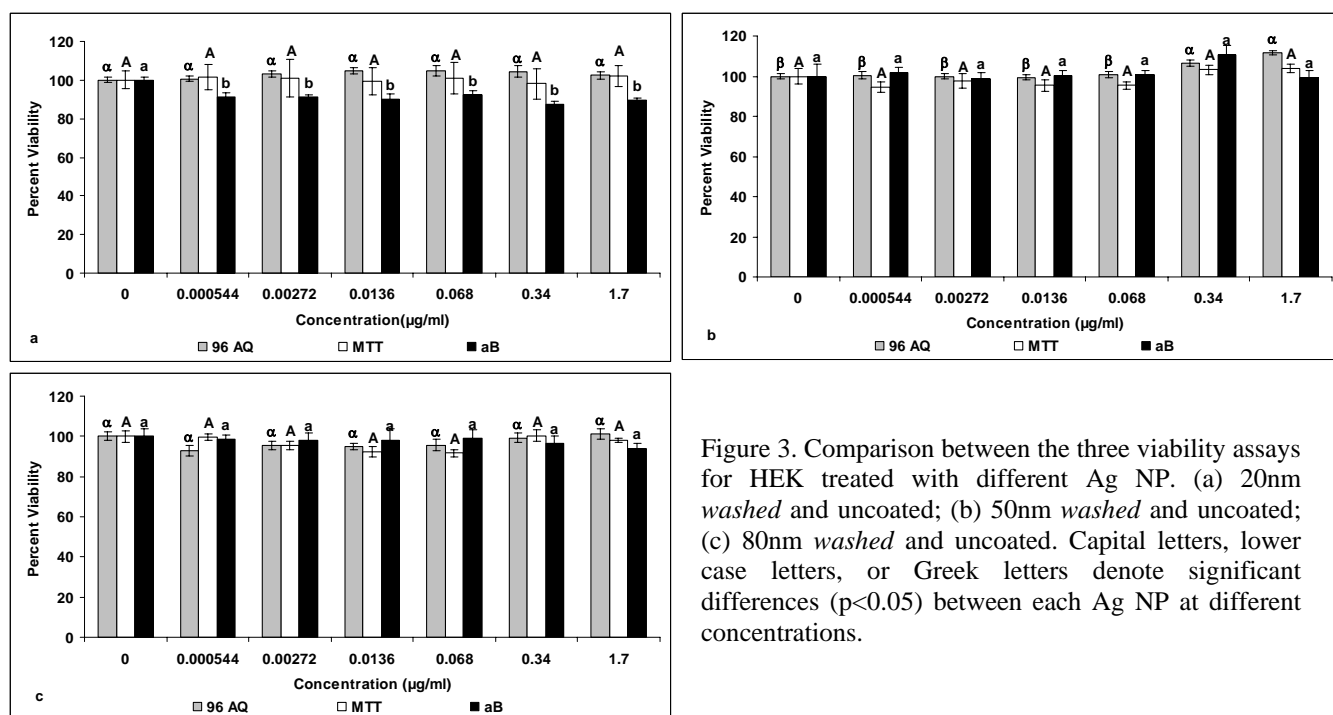 120
100
80
60
40
20
0
Percent Viability
α A a
α A b
α A b
α A b
α A b
α A b
α A b
0 0.000544 0.00272 0.0136 0.068 0.34 1.7
Concentration(µg/ml)
a
96 AQ MTT aB
120
100
80
60
40
20
0
Percent Viability
β A a
β A a
β A a
β A a
β A a
α A a
α A a
0 0.000544 0.00272 0.0136 0.068 0.34 1.7
Concentration (µg/ml)
b
96 AQ MTT aB
120
100
80
60
40
20
0
Percent Viability
α A a
α A a
α A a
α A a
α A a
α A a
α A a
0 0.000544 0.00272 0.0136 0.068 0.34 1.7
Concentration (µg/ml)
c
96 AQ MTT aB
Figure 3. Comparison between the three viability assays
for HEK treated with different Ag NP. (a) 20nm
washed and uncoated; (b) 50nm washed and uncoated;
(c) 80nm washed and uncoated. Capital letters, lower
case letters, or Greek letters denote significant
differences (p<0.05) between each Ag NP at different
concentrations.